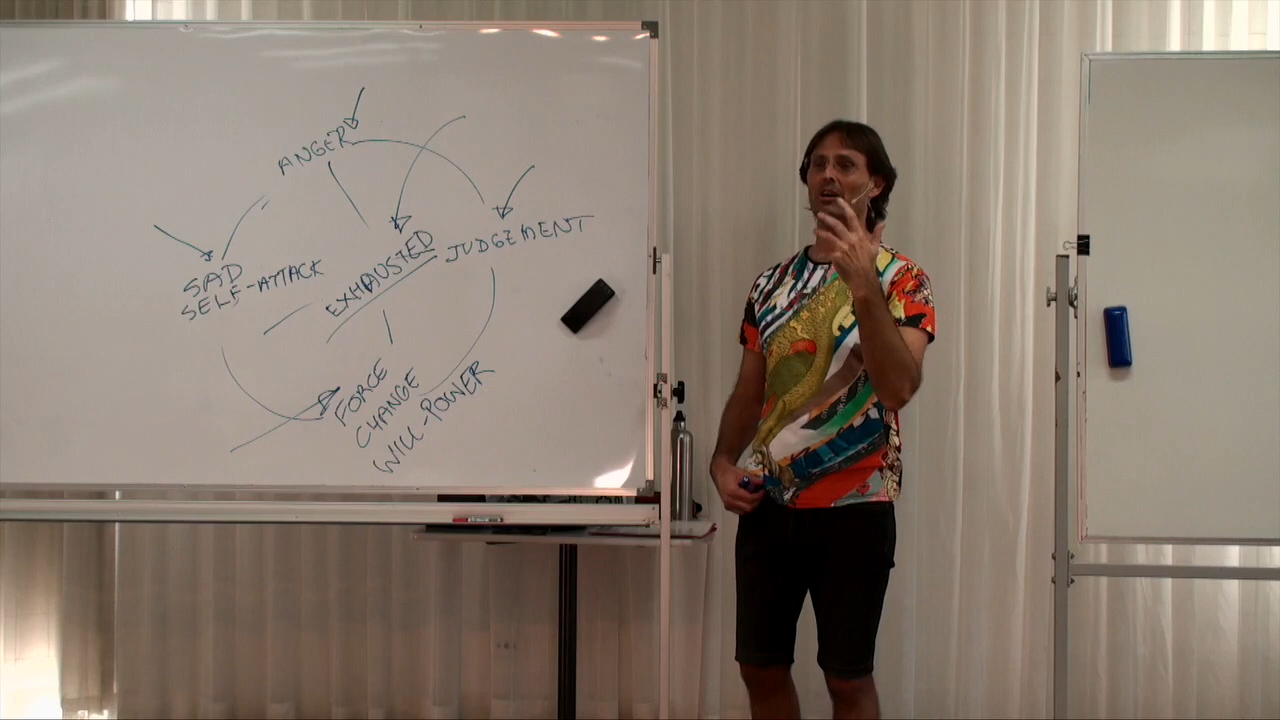 ANGER
SAD
SELF-ATTACK
EXHAUSTED
JUDGEMENT
FORCE
CHANGE
WILL-POWER